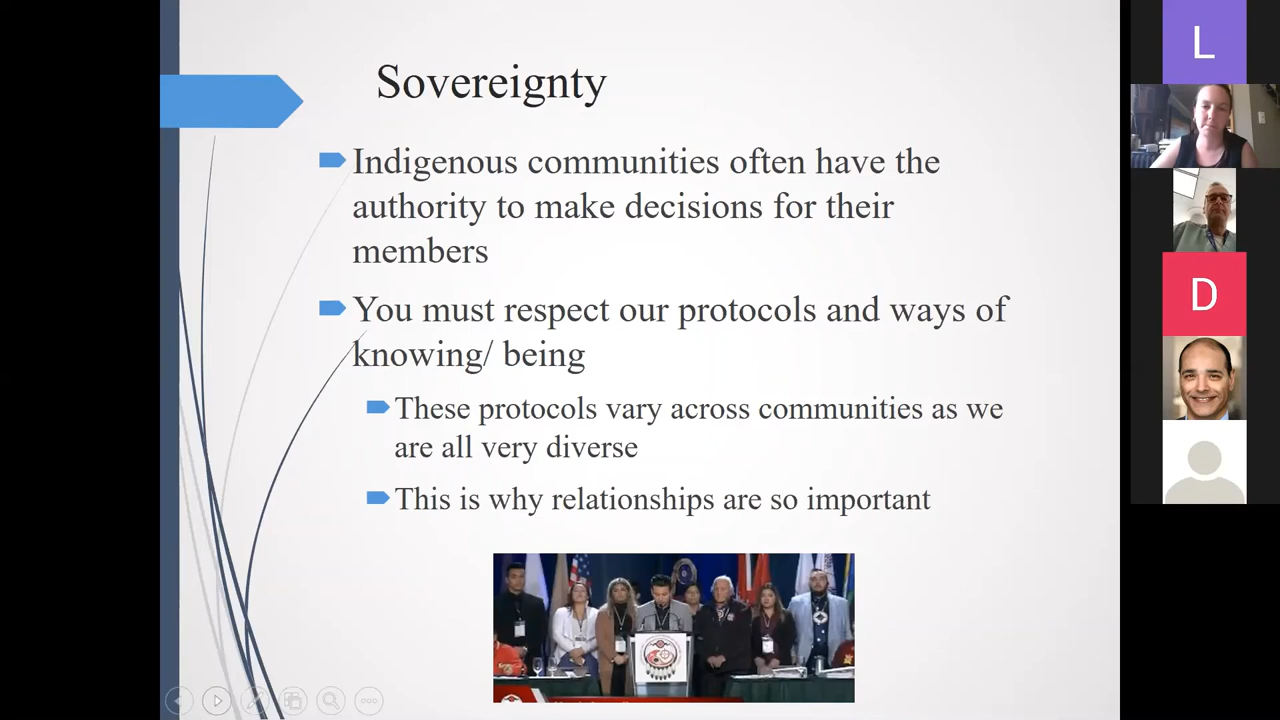 Sovereignty
Indigenous communities often have the
authority to make decisions for their
members
You must respect our protocols and ways of
knowing/ being
These protocols vary across communities as we
are all very diverse
This is why relationships are so important
L
D